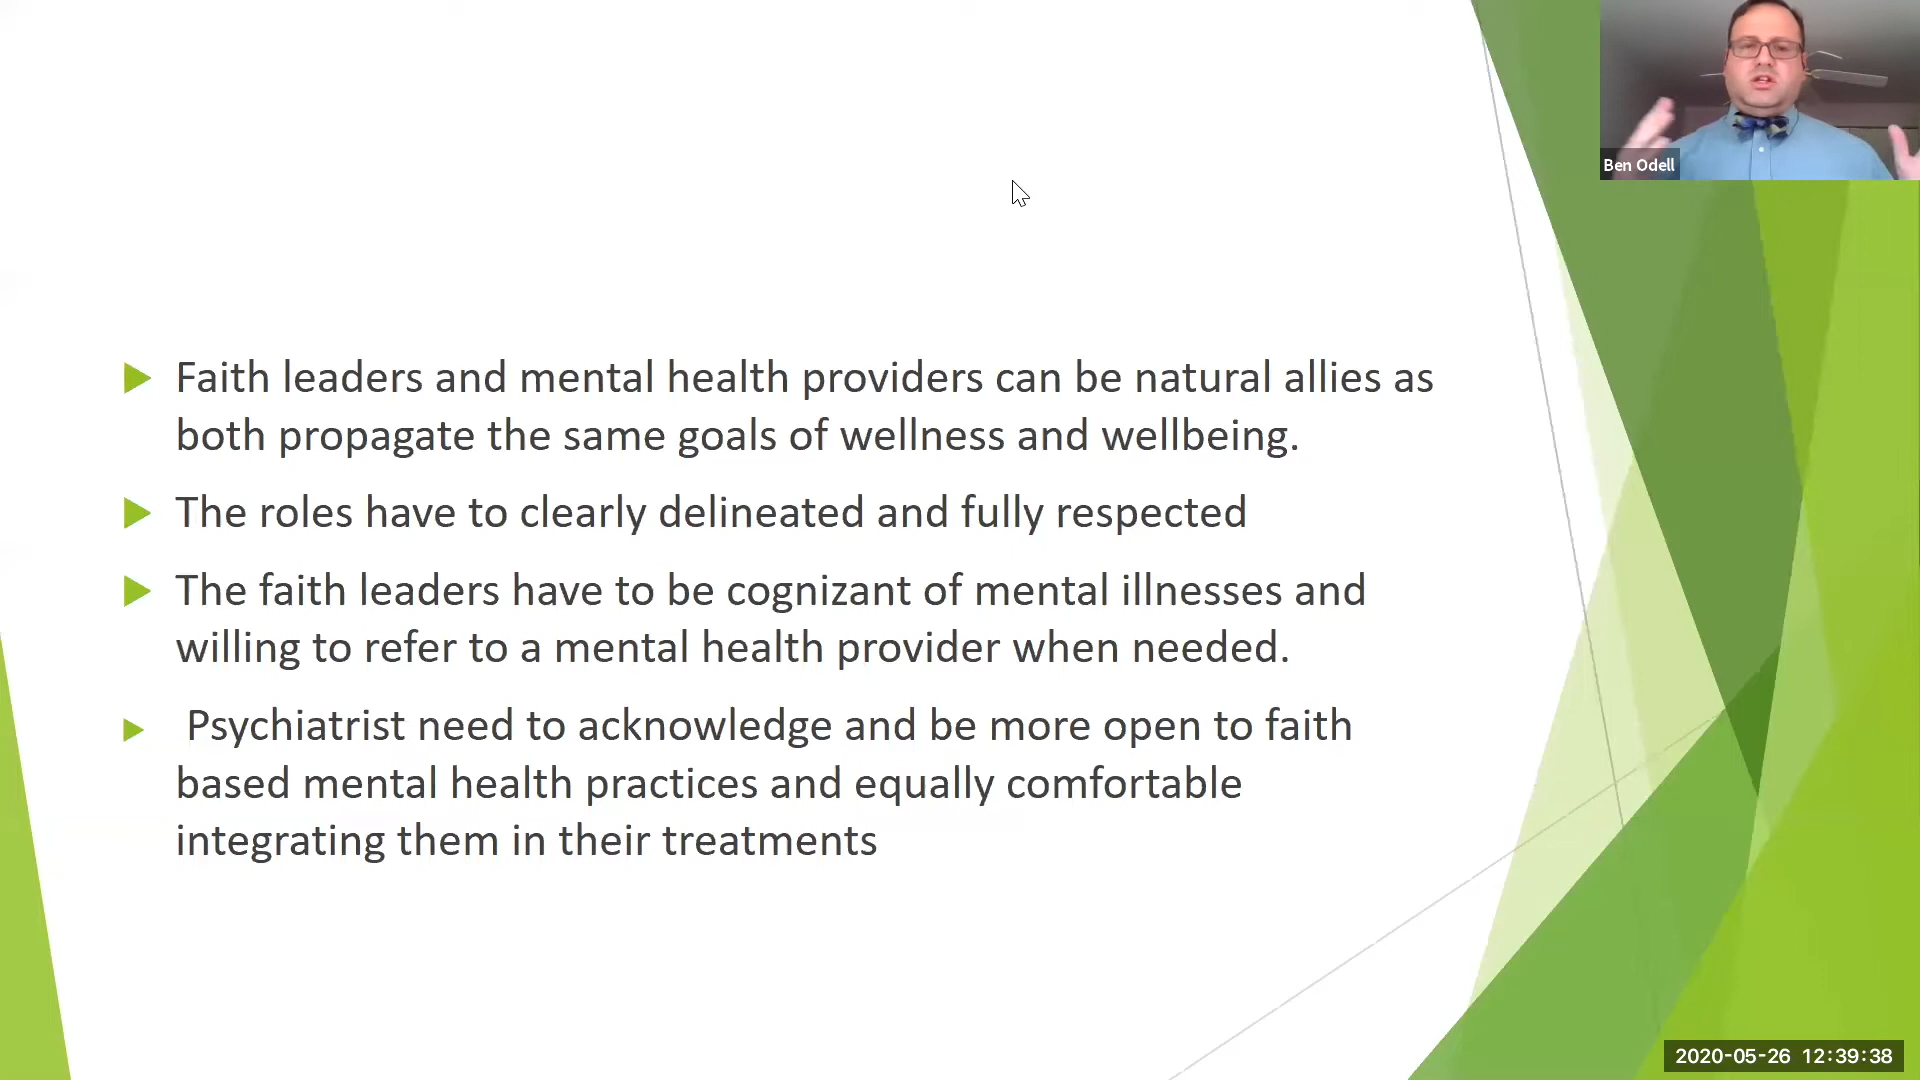 Ben Odell
Faith leaders and mental health providers can be natural allies as
both propagate the same goals of wellness and wellbeing.
The roles have to clearly delineated and fully respected
The faith leaders have to be cognizant of mental illnesses and
willing to refer to a mental health provider when needed.
Psychiatrist need to acknowledge and be more open to faith
based mental health practices and equally comfortable
integrating them in their treatments
2020-05-26 12:39:38